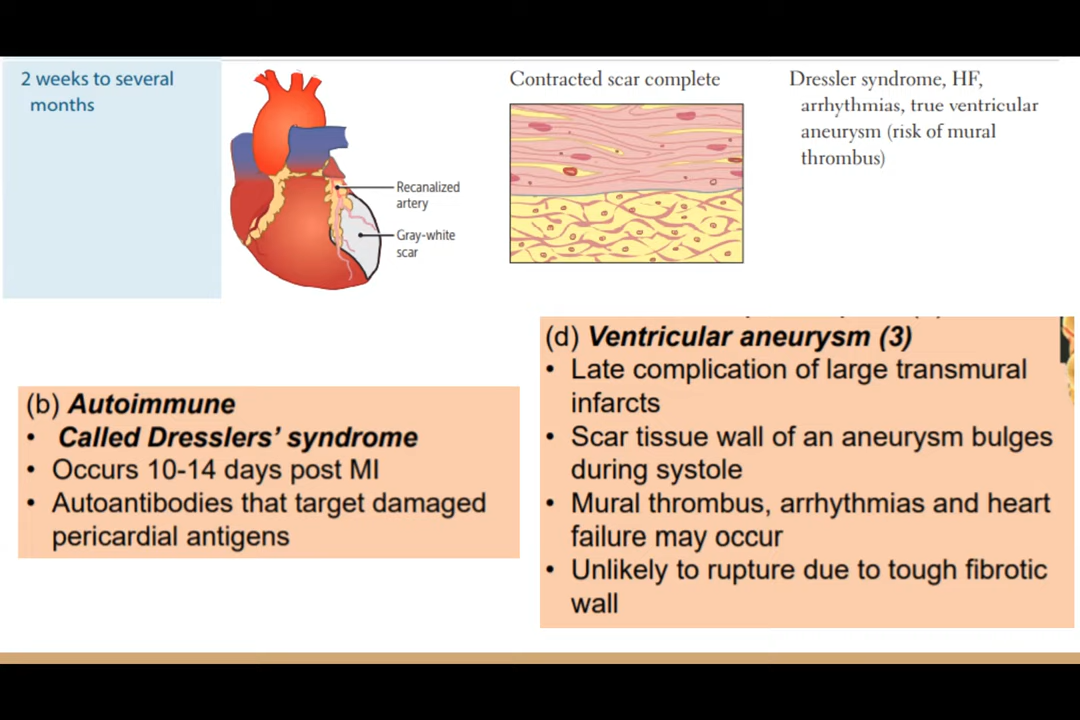 2 weeks to several
months
Recanalized
artery
Gray-white
scar
Contracted scar complete
Dressler syndrome, HF,
arrhythmias, true ventricular
aneurysm (risk of mural
thrombus)
(b) Autoimmune
• Called Dresslers’ syndrome
• Occurs 10-14 days post MI
• Autoantibodies that target damaged
pericardial antigens
(d) Ventricular aneurysm (3)
• Late complication of large transmural
infarcts
• Scar tissue wall of an aneurysm bulges
during systole
• Mural thrombus, arrhythmias and heart
failure may occur
• Unlikely to rupture due to tough fibrotic
wall